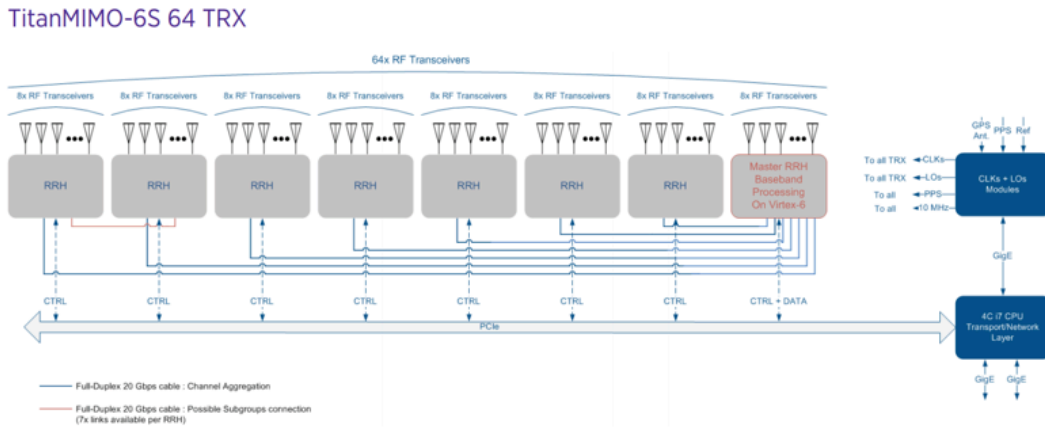 TitanMIMO-6S 64 TRX
64x RF Transceivers
8x RF Transceivers 8x RF Transceivers 8x RF Transceivers 8x RF Transceivers 8x RF Transceivers 8x RF Transceivers 8x RF Transceivers 8x RF Transceivers
RRH
RRH
RRH
RRH
RRH
RRH
RRH
Master RRH
Baseband
Processing
On Virtex-6
GPS
Ant.
PPS
Ref
To all TRX CLKs
To all TRX LOs
To all PPS
To all 10 MHz
CLKs + LOs
Modules
GigE
CTRL CTRL CTRL CTRL CTRL CTRL CTRL CTRL + DATA
PCIe
4C i7 CPU
Transport/Network
Layer
GigE GigE
Full-Duplex 20 Gbps cable : Channel Aggregation
Full-Duplex 20 Gbps cable : Possible Subgroups connection
(7x links available per RRH)